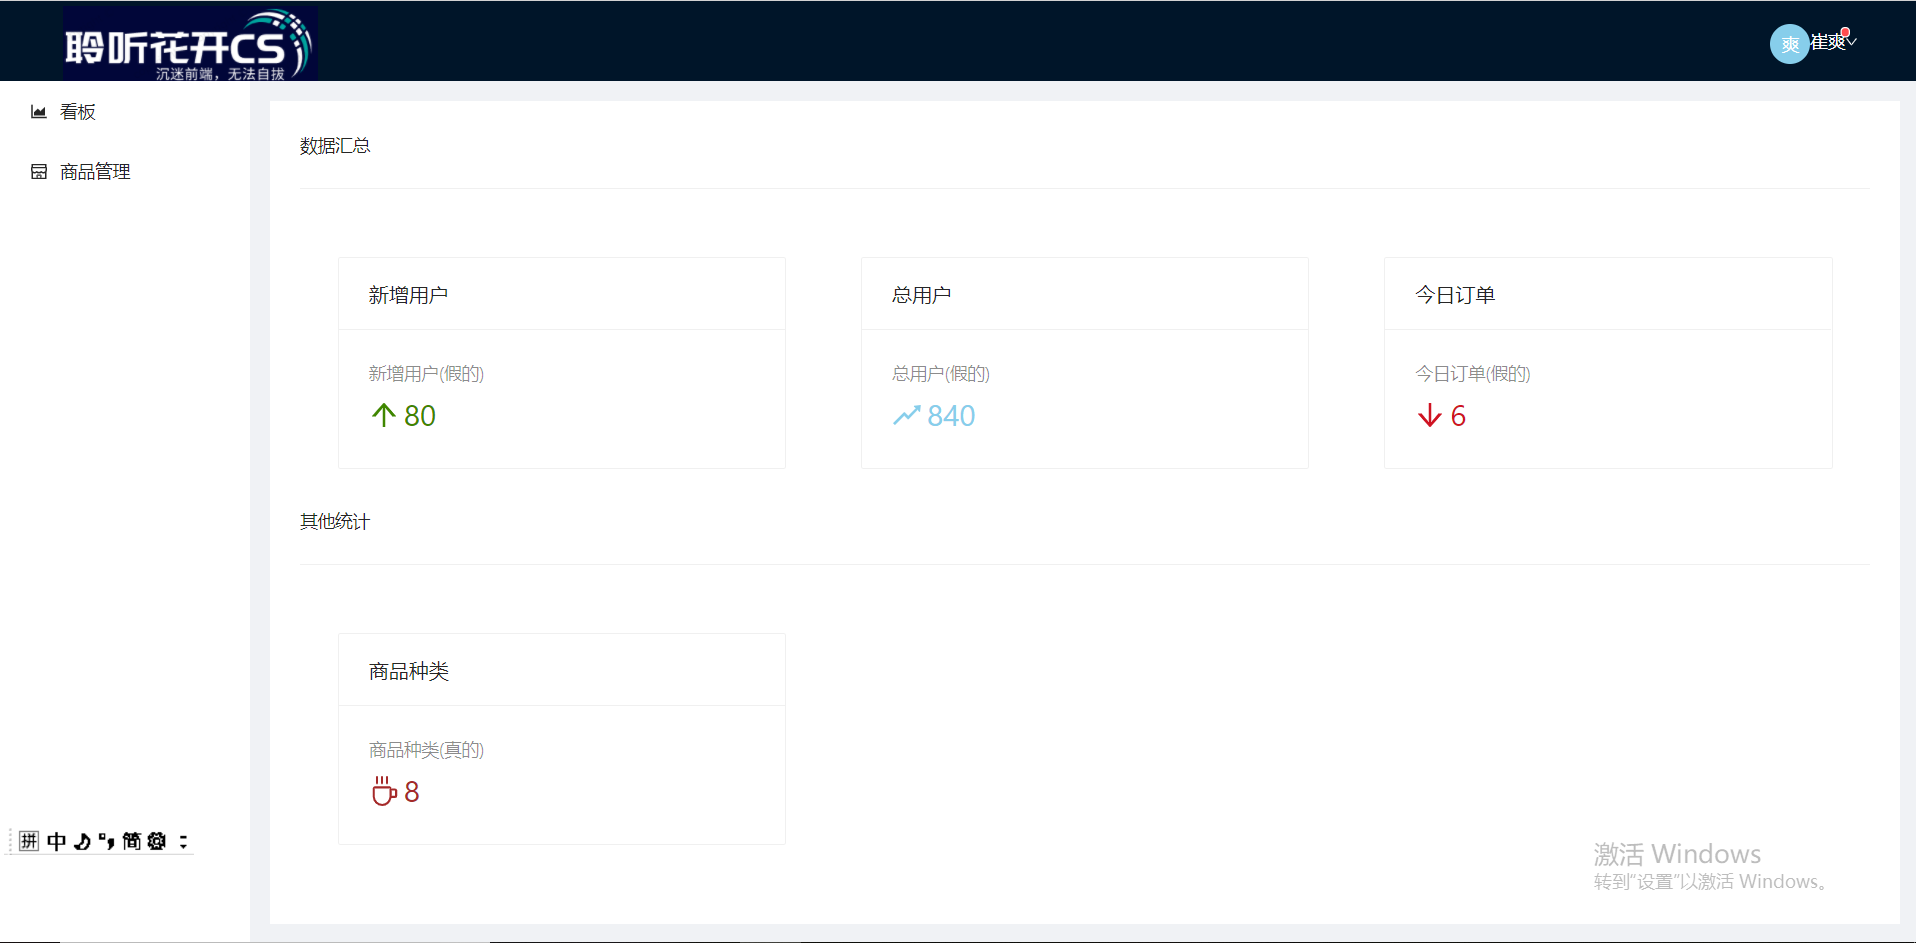 聆听花开CS
沉迷前端，无法自拔
爽 崔爽
看板
商品管理
数据汇总
新增用户
新增用户(假的)
80
总用户
总用户(假的)
840
今日订单
今日订单(假的)
6
其他统计
商品种类
商品种类(真的)
8
拼 中 简
激活 Windows
转到“设置”以激活 Windows。